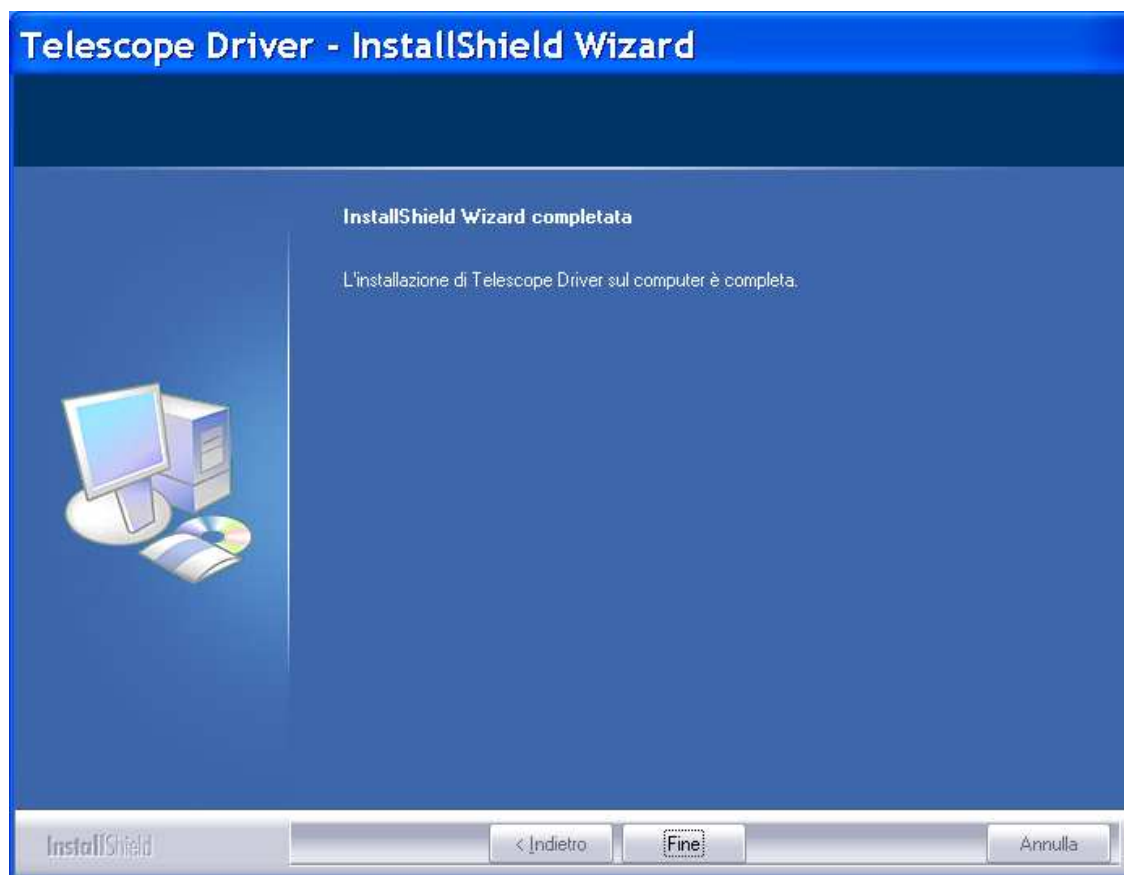 Telescope Driver - InstallShield Wizard
InstallShield Wizard completata
L'installazione di Telescope Driver sul computer è completa.
InstallShield
< Indietro
Fine
Annulla